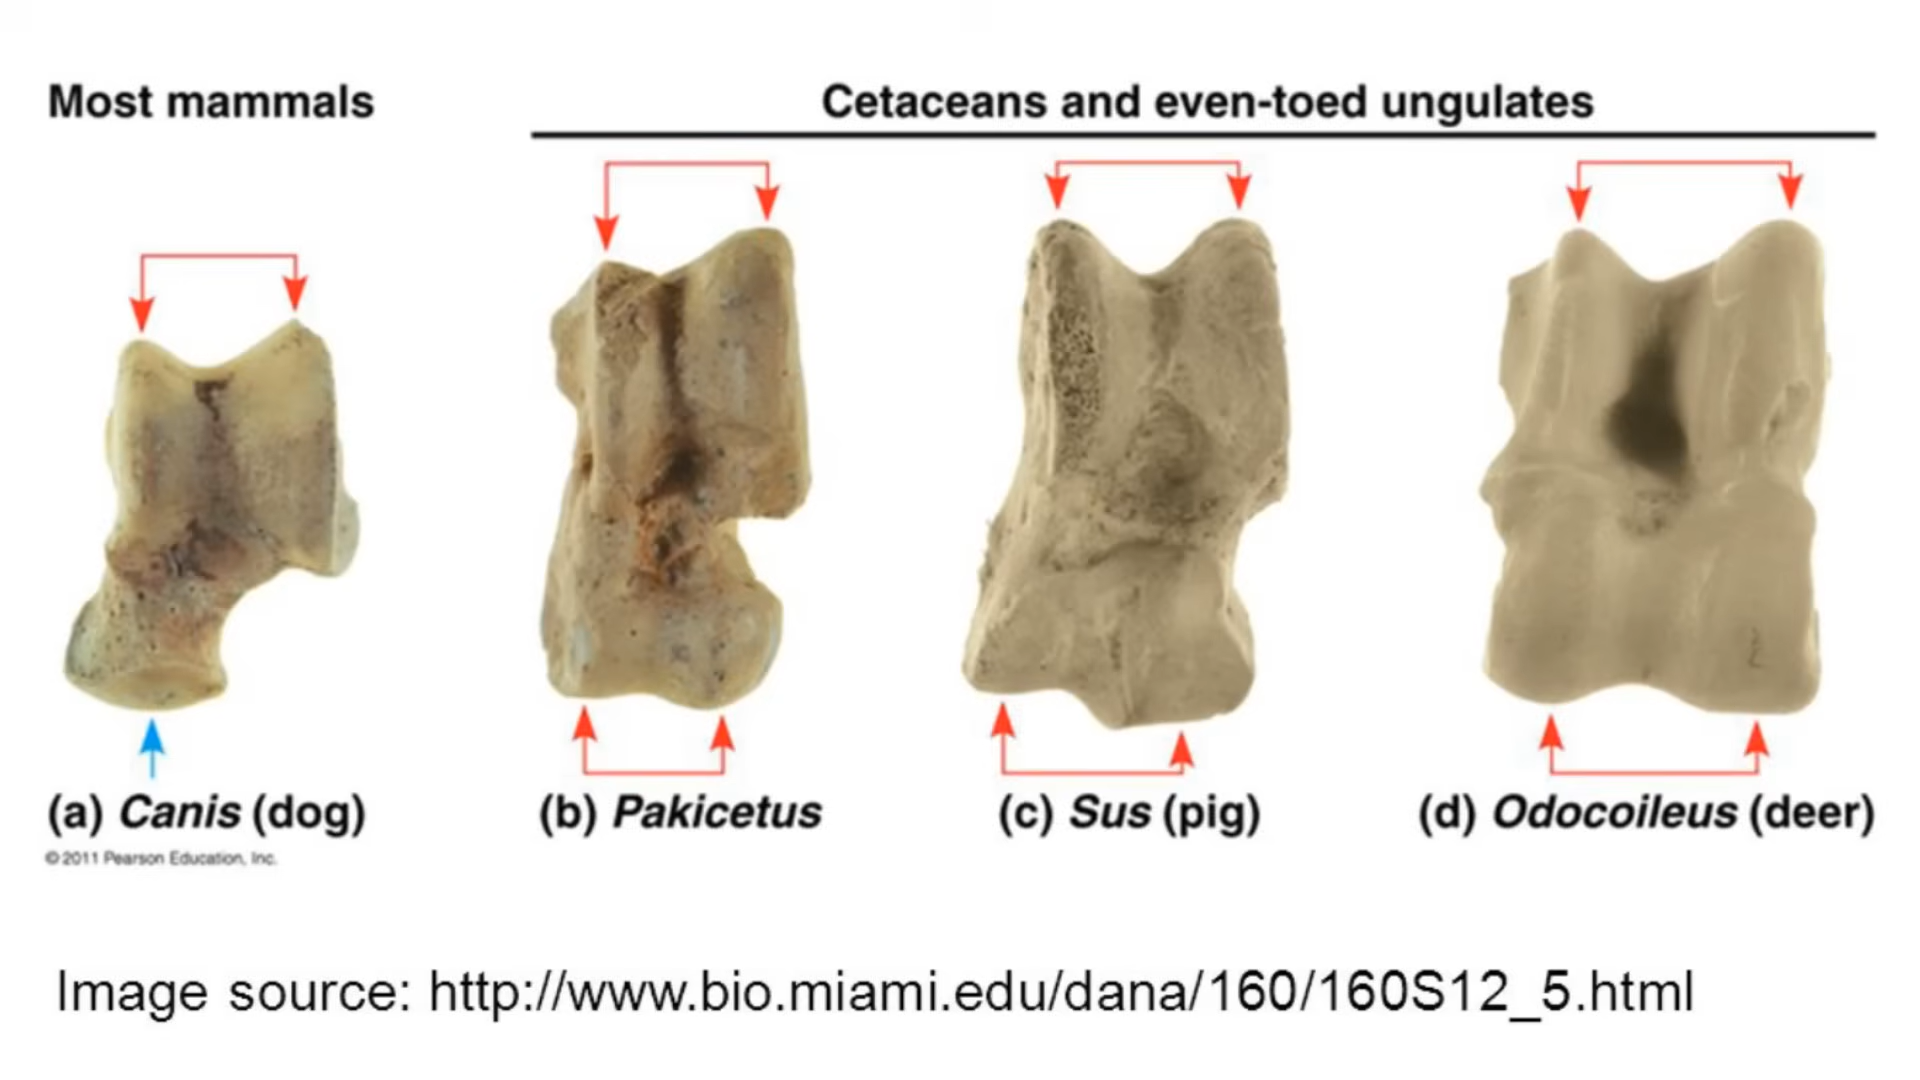 Most mammals
Cetaceans and even-toed ungulates
(a) Canis (dog)
(b) Pakicetus
(c) Sus (pig)
(d) Odocoileus (deer)
© 2011 Pearson Education, Inc.
Image source: http://www.bio.miami.edu/dana/160/160S12_5.html